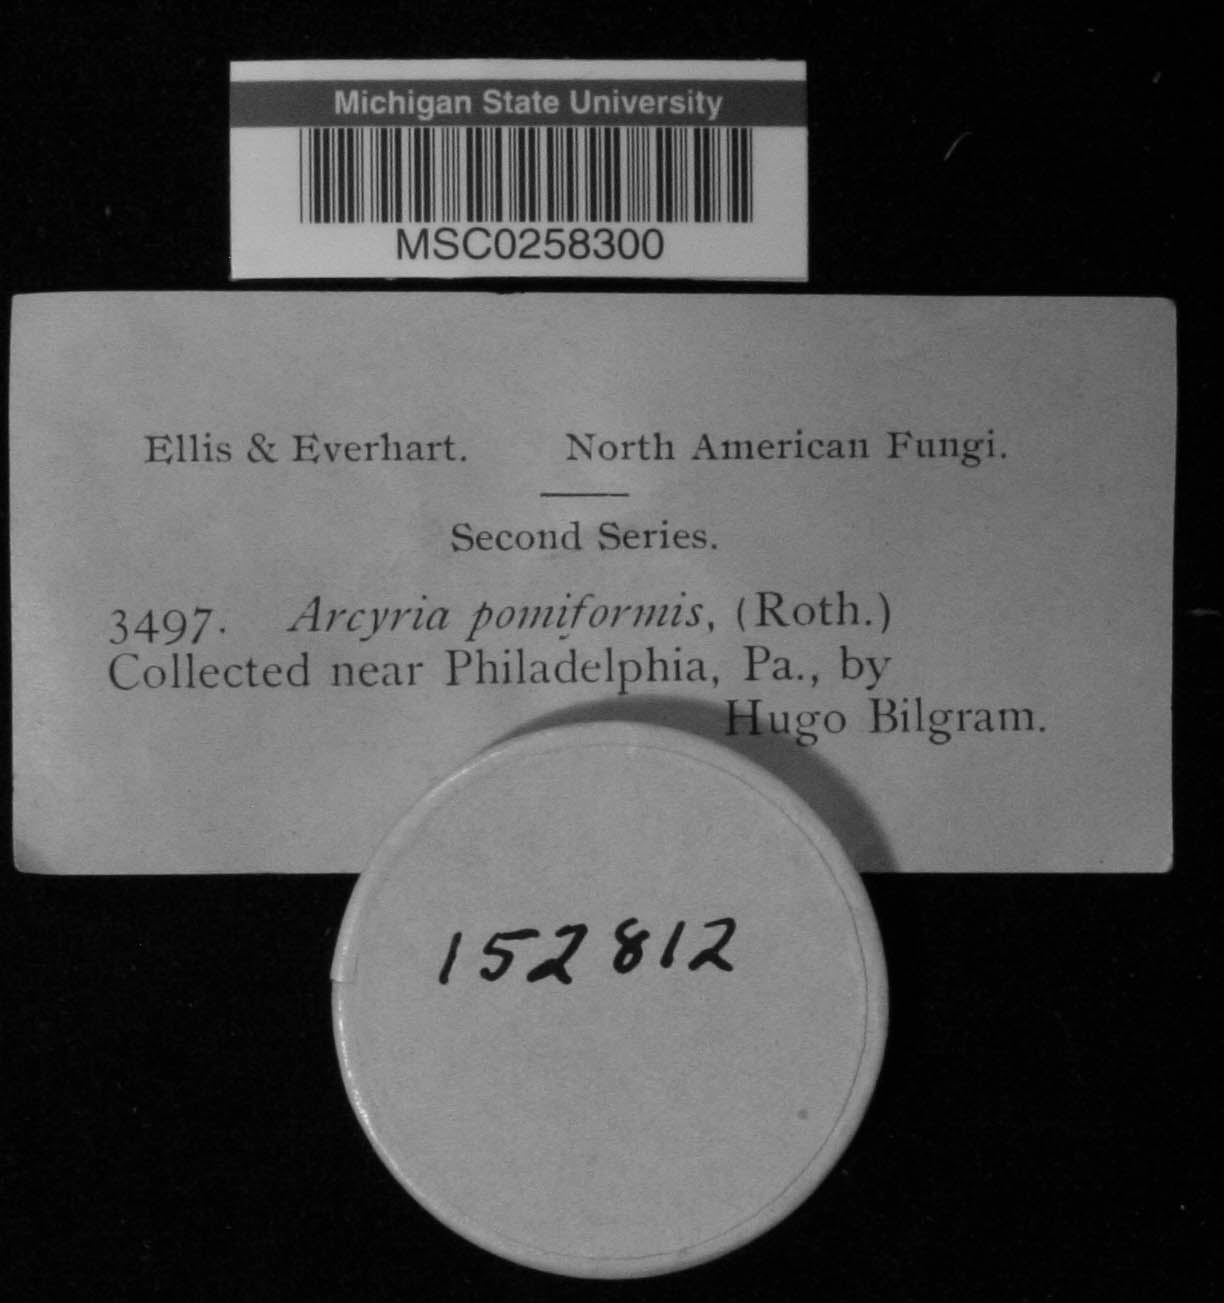 Michigan State University
MSC0258300
Ellis & Everhart. North American Fungi.
Second Series.
3497. Arcyria pomiformis, (Roth.)
Collected near Philadelphia, Pa., by
Hugo Bilgram.
152812